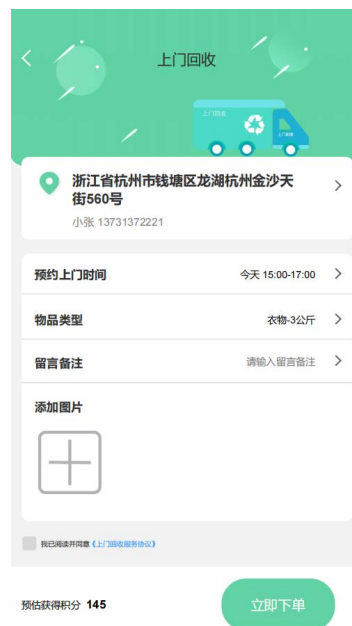 上门回收
上门回收
上门回收
浙江省杭州市钱塘区龙湖杭州金沙天
街560号
小张 13731372221
预约上门时间 今天 15:00-17:00
物品类型 衣物-3公斤
留言备注 请输入留言备注
添加图片
我已阅读并同意《上门回收服务协议》
预估获得积分 145 立即下单